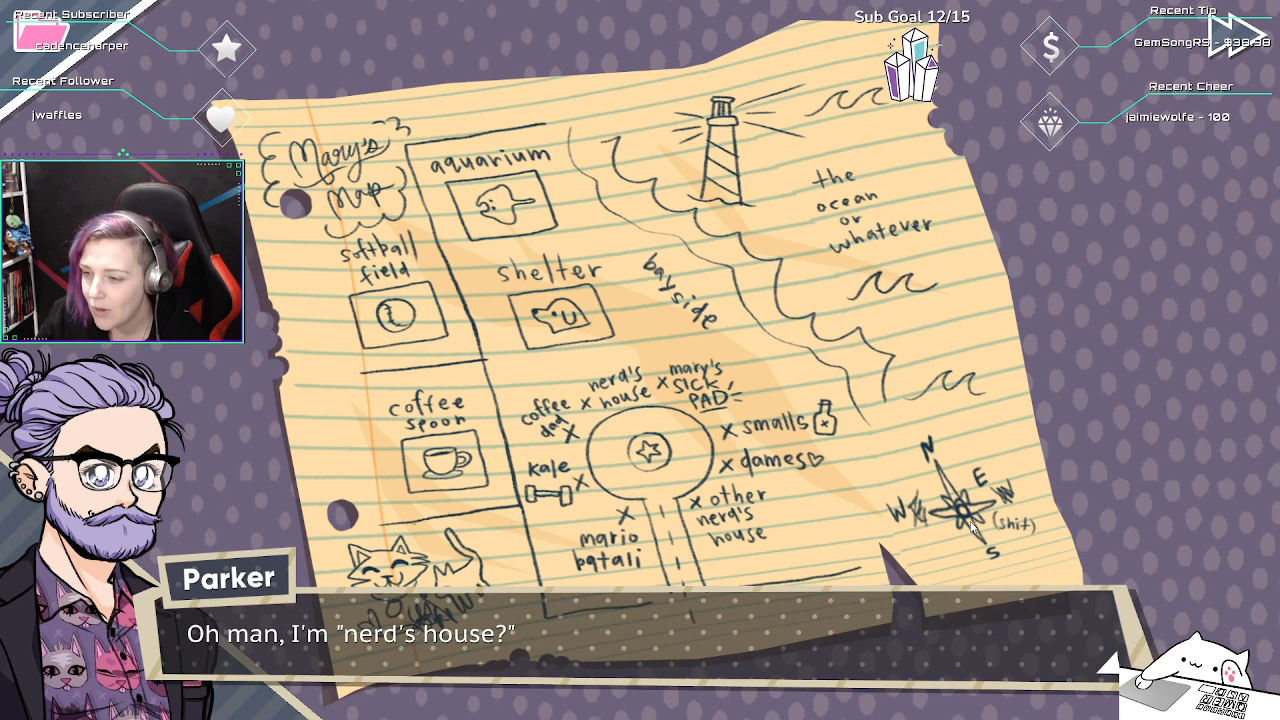 Recent Subscriber
cadenceharper
Recent Follower
jwaffles
Sub Goal 12/15
Recent Tip
GemSongRS - $38.98
Recent Cheer
jaimiewolfe - 100
Mary's
map
aquarium
softball
field
shelter
bayside
the
ocean
or
whatever
coffee
spoon
coffee
dad
nerd's
house
mary's
SICK
PAD!
smalls
dames
kale
other
nerd's
house
mario
batali
N
E
W
W
(shit)
S
Parker
Oh man, I'm "nerd's house?"